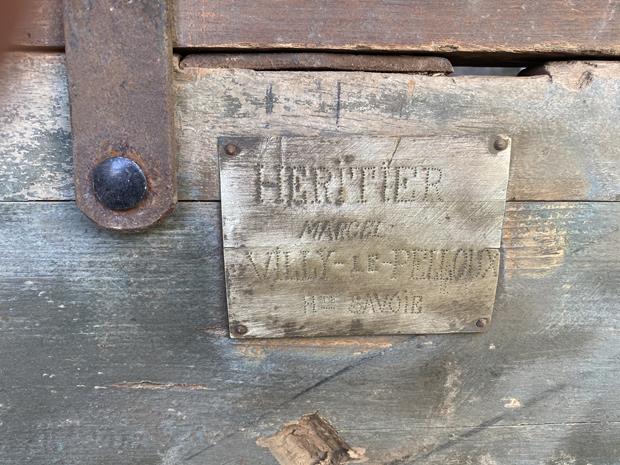 HERITIER
MARCEL
VILLY-LE-PELLOUX
HTE SAVOIE